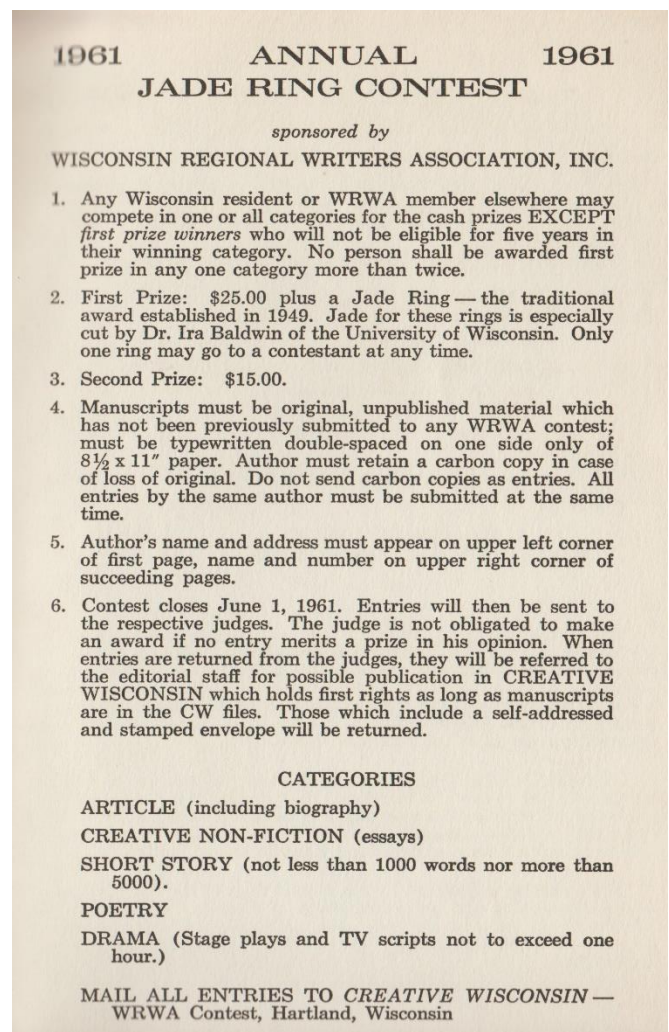 1961 ANNUAL 1961
JADE RING CONTEST
sponsored by
WISCONSIN REGIONAL WRITERS ASSOCIATION, INC.
1. Any Wisconsin resident or WRWA member elsewhere may
compete in one or all categories for the cash prizes EXCEPT
first prize winners who will not be eligible for five years in
their winning category. No person shall be awarded first
prize in any one category more than twice.
2. First Prize: $25.00 plus a Jade Ring — the traditional
award established in 1949. Jade for these rings is especially
cut by Dr. Ira Baldwin of the University of Wisconsin. Only
one ring may go to a contestant at any time.
3. Second Prize: $15.00.
4. Manuscripts must be original, unpublished material which
has not been previously submitted to any WRWA contest;
must be typewritten double-spaced on one side only of
8½ x 11″ paper. Author must retain a carbon copy in case
of loss of original. Do not send carbon copies as entries. All
entries by the same author must be submitted at the same
time.
5. Author's name and address must appear on upper left corner
of first page, name and number on upper right corner of
succeeding pages.
6. Contest closes June 1, 1961. Entries will then be sent to
the respective judges. The judge is not obligated to make
an award if no entry merits a prize in his opinion. When
entries are returned from the judges, they will be referred to
the editorial staff for possible publication in CREATIVE
WISCONSIN which holds first rights as long as manuscripts
are in the CW files. Those which include a self-addressed
and stamped envelope will be returned.
CATEGORIES
ARTICLE (including biography)
CREATIVE NON-FICTION (essays)
SHORT STORY (not less than 1000 words nor more than
5000).
POETRY
DRAMA (Stage plays and TV scripts not to exceed one
hour.)
MAIL ALL ENTRIES TO CREATIVE WISCONSIN —
WRWA Contest, Hartland, Wisconsin